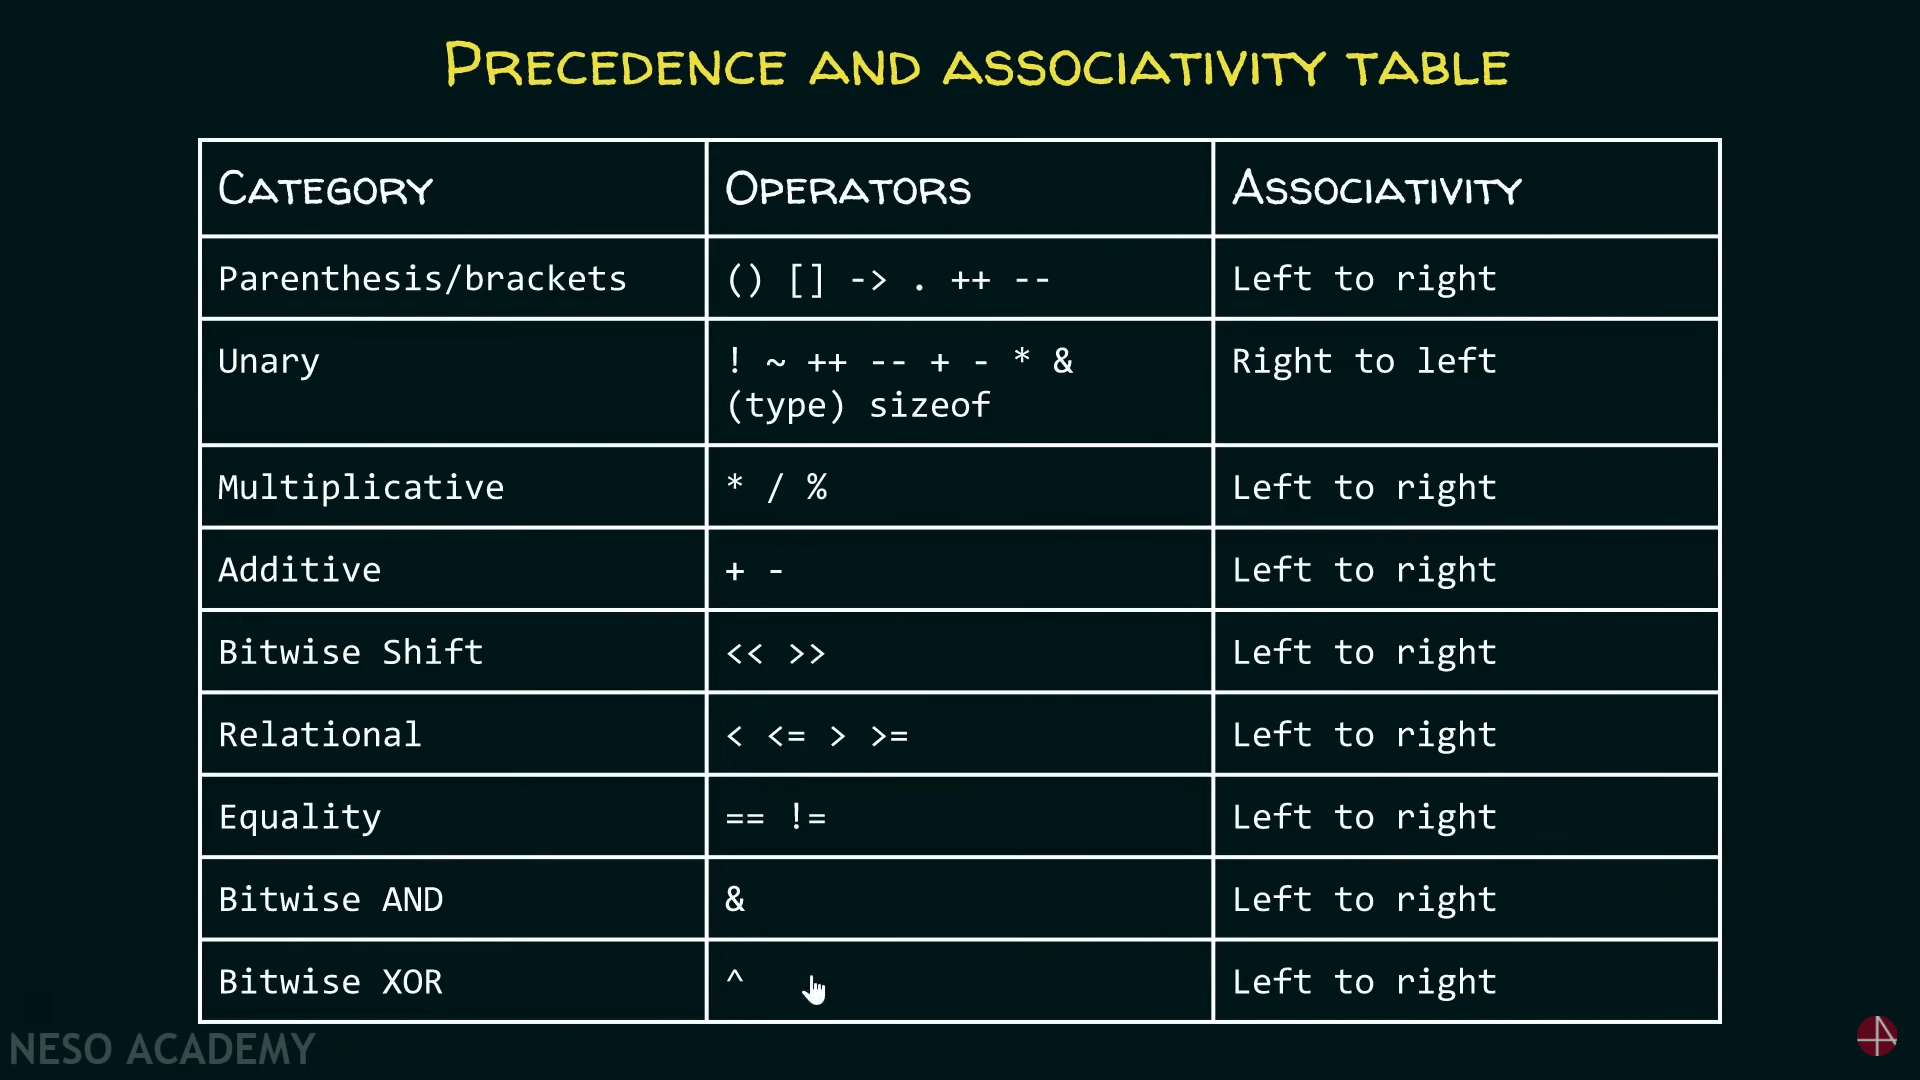 PRECEDENCE AND ASSOCIATIVITY TABLE
CATEGORY OPERATORS ASSOCIATIVITY
Parenthesis/brackets () [] -> . ++ -- Left to right
Unary ! ~ ++ -- + - * & Right to left
(type) sizeof
Multiplicative * / % Left to right
Additive + - Left to right
Bitwise Shift << >> Left to right
Relational < <= > >= Left to right
Equality == != Left to right
Bitwise AND & Left to right
Bitwise XOR ^ Left to right
NESO ACADEMY